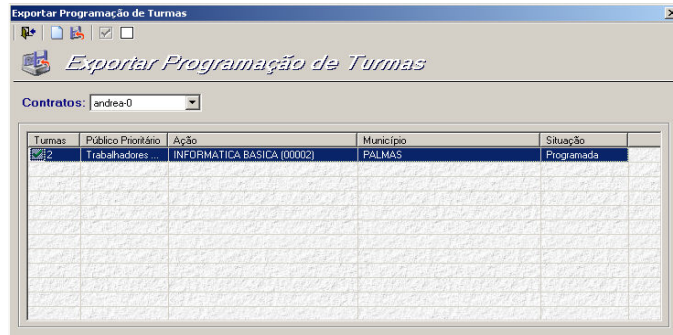 Exportar Programação de Turmas
Exportar Programação de Turmas
Contratos: andrea-0
Turmas Público Prioritário Ação Município Situação
2 Trabalhadores ... INFORMATICA BASICA (00002) PALMAS Programada